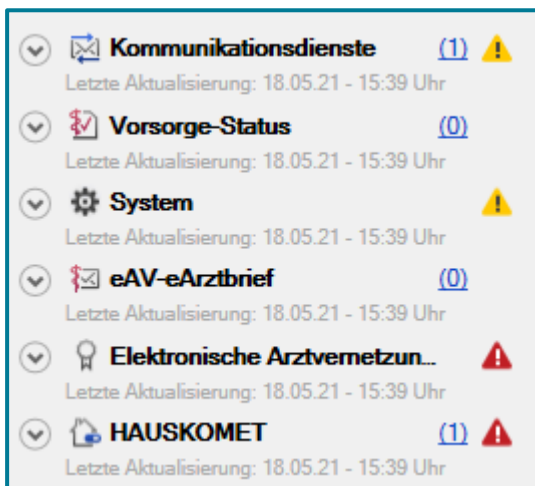 Kommunikationsdienste (1)
Letzte Aktualisierung: 18.05.21 - 15:39 Uhr
Vorsorge-Status (0)
Letzte Aktualisierung: 18.05.21 - 15:39 Uhr
System
Letzte Aktualisierung: 18.05.21 - 15:39 Uhr
eAV-eArztbrief (0)
Letzte Aktualisierung: 18.05.21 - 15:39 Uhr
Elektronische Arztvernetzun...
Letzte Aktualisierung: 18.05.21 - 15:39 Uhr
HAUSKOMET (1)
Letzte Aktualisierung: 18.05.21 - 15:39 Uhr